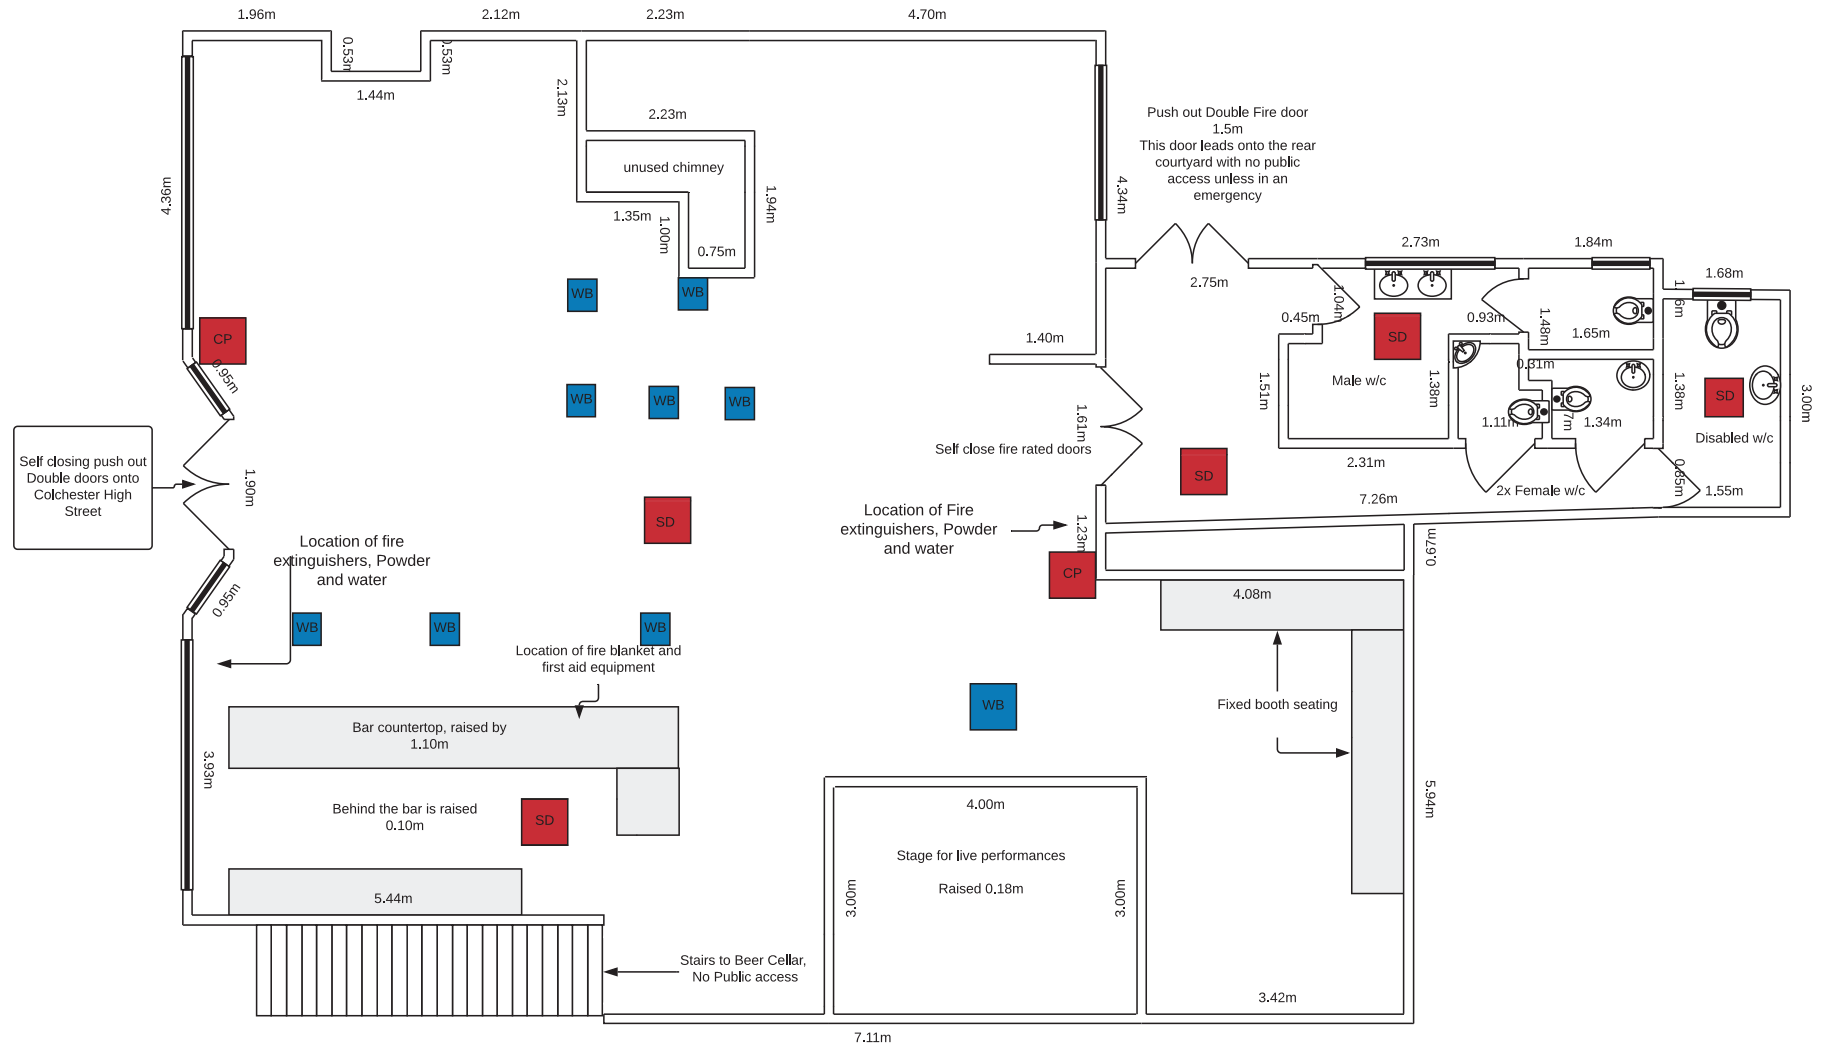 1.96m
2.12m
2.23m
4.70m
0.53m
0.53m
1.44m
2.13m
2.23m
unused chimney
1.94m
1.35m
1.00m
0.75m
4.36m
4.34m
Push out Double Fire door
1.5m
This door leads onto the rear
courtyard with no public
access unless in an
emergency
2.75m
2.73m
1.84m
1.68m
1.04m
0.45m
0.93m
1.48m
1.65m
SD
Male w/c
1.51m
1.38m
0.31m
1.11m
1.34m
1.38m
SD
Disabled w/c
3.00m
0.85m
1.55m
2.31m
2x Female w/c
7.26m
WB
WB
CP
0.95m
WB
WB
WB
1.40m
1.61m
Self close fire rated doors
SD
Self closing push out
Double doors onto
Colchester High
Street
1.90m
SD
Location of Fire
extinguishers, Powder
and water
1.23m
CP
0.67m
4.08m
Location of fire
extinguishers, Powder
and water
0.95m
WB
WB
WB
Location of fire blanket and
first aid equipment
WB
Fixed booth seating
Bar countertop, raised by
1.10m
3.93m
Behind the bar is raised
0.10m
SD
4.00m
5.94m
Stage for live performances
Raised 0.18m
3.00m
3.00m
5.44m
Stairs to Beer Cellar,
No Public access
3.42m
7.11m